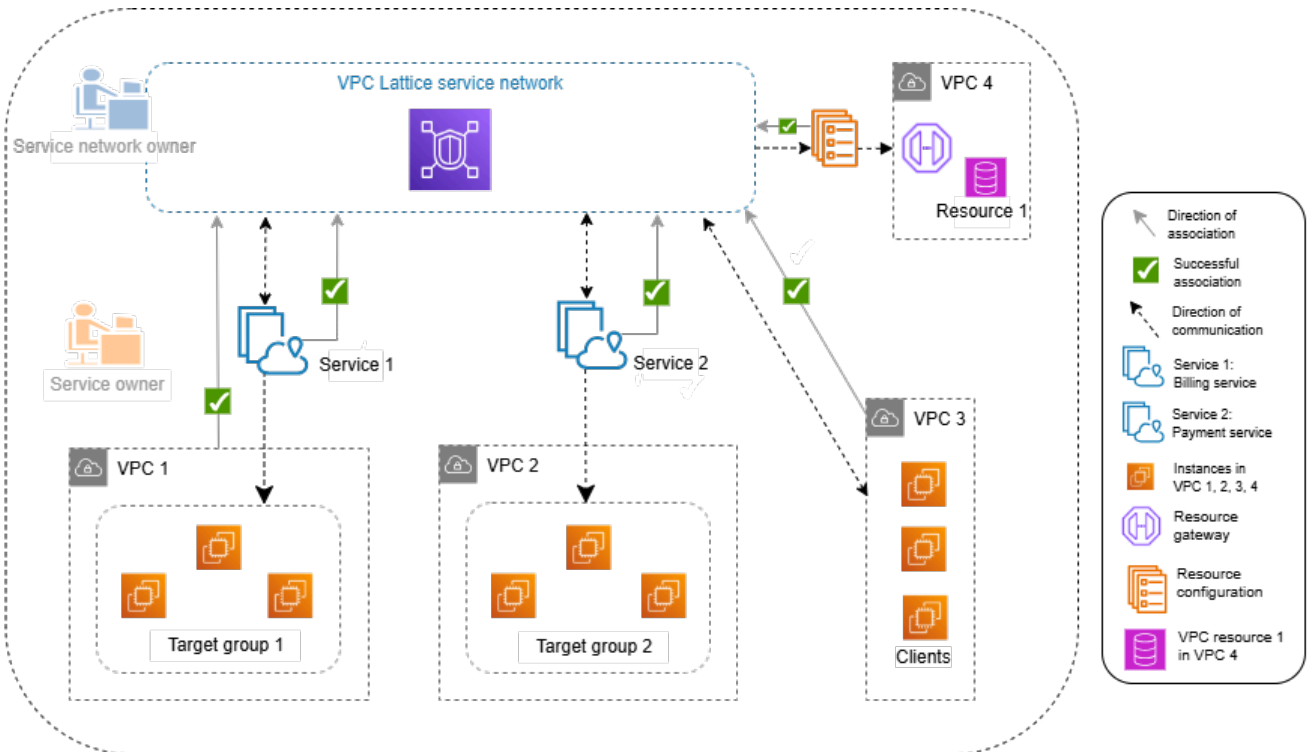 VPC Lattice service network
VPC 4
Service network owner
Resource 1
Service owner
Service 1
Service 2
VPC 1
VPC 2
VPC 3
Target group 1
Target group 2
Clients
Direction of
association
Successful
association
Direction of
communication
Service 1:
Billing service
Service 2:
Payment service
Instances in
VPC 1, 2, 3, 4
Resource
gateway
Resource
configuration
VPC resource 1
in VPC 4